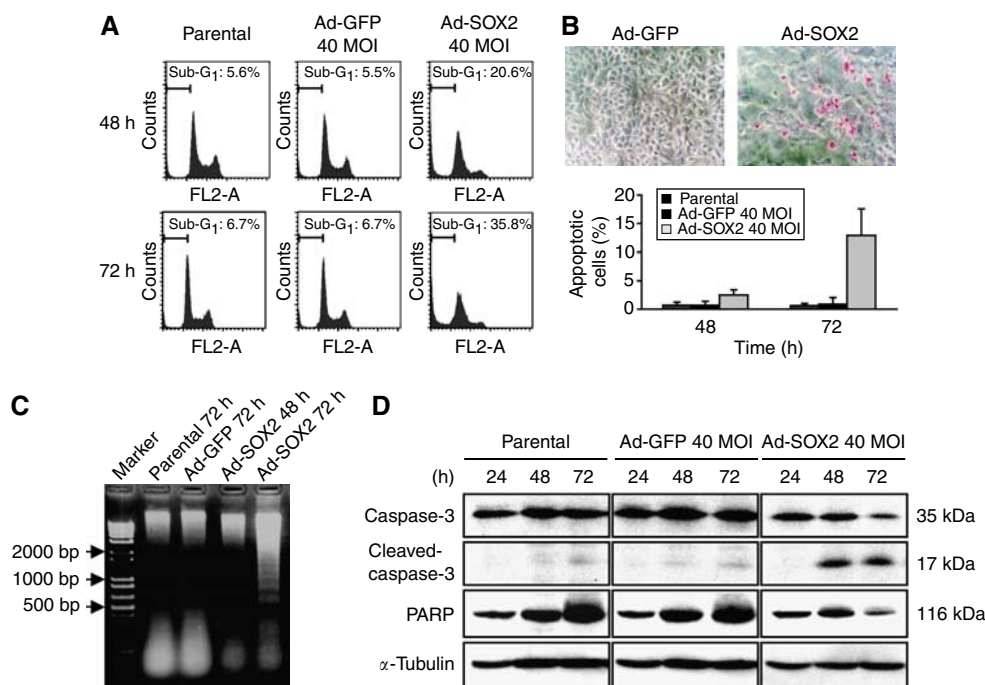 A
Parental
Ad-GFP
40 MOI
Ad-SOX2
40 MOI
48 h
Counts
Sub-G1: 5.6%
FL2-A
Counts
Sub-G1: 5.5%
FL2-A
Counts
Sub-G1: 20.6%
FL2-A
72 h
Counts
Sub-G1: 6.7%
FL2-A
Counts
Sub-G1: 6.7%
FL2-A
Counts
Sub-G1: 35.8%
FL2-A
B
Ad-GFP
Ad-SOX2
Appoptotic
cells (%)
20
15
10
5
0
Parental
Ad-GFP 40 MOI
Ad-SOX2 40 MOI
48
72
Time (h)
C
Marker
Parental 72 h
Ad-GFP 72 h
Ad-SOX2 48 h
Ad-SOX2 72 h
2000 bp
1000 bp
500 bp
D
Parental
Ad-GFP 40 MOI
Ad-SOX2 40 MOI
(h) 24 48 72 24 48 72 24 48 72
Caspase-3
35 kDa
Cleaved-
caspase-3
17 kDa
PARP
116 kDa
α-Tubulin